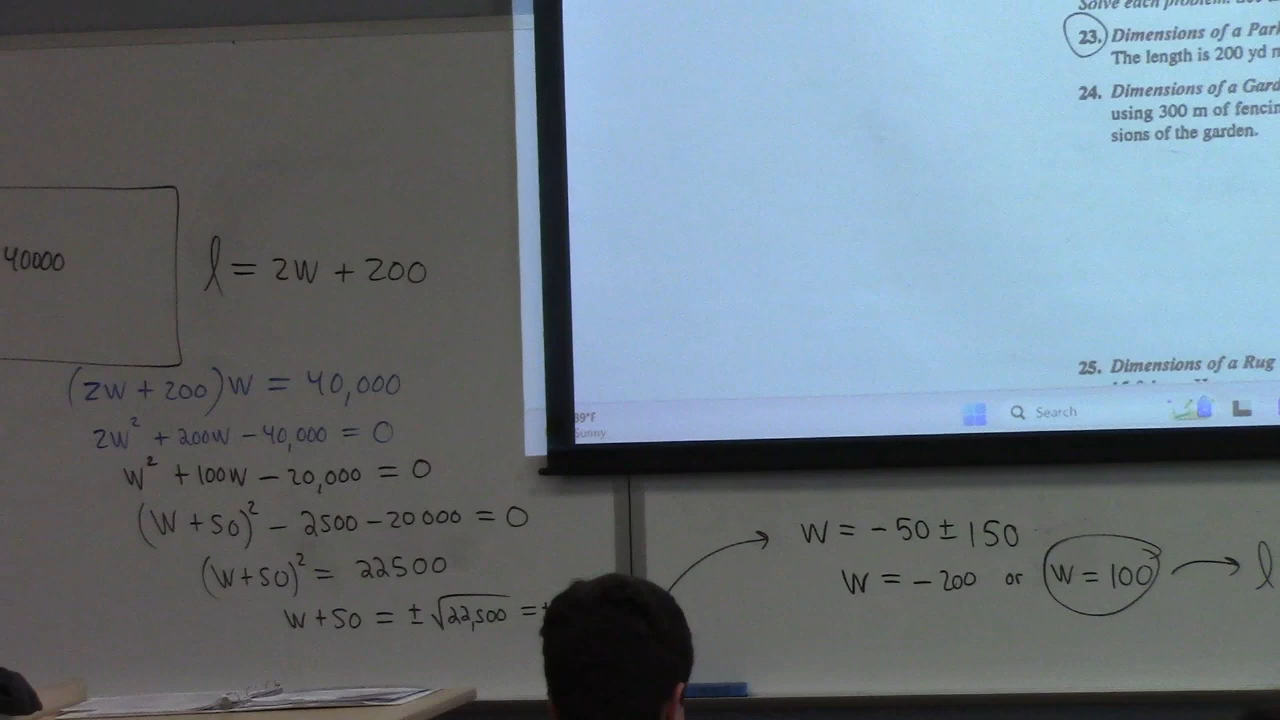 40000
l = 2W + 200
(2W + 200)W = 40,000
2W² + 200W - 40,000 = 0
W² + 100W - 20,000 = 0
(W + 50)² - 2500 - 20000 = 0
(W + 50)² = 22500
W + 50 = ± √22,500 =
W = -50 ± 150
W = -200 or W = 100 → l
Solve each problem.
23. Dimensions of a Park
The length is 200 yd
24. Dimensions of a Gard
using 300 m of fencin
sions of the garden.
25. Dimensions of a Rug
Search
39°F
Sunny